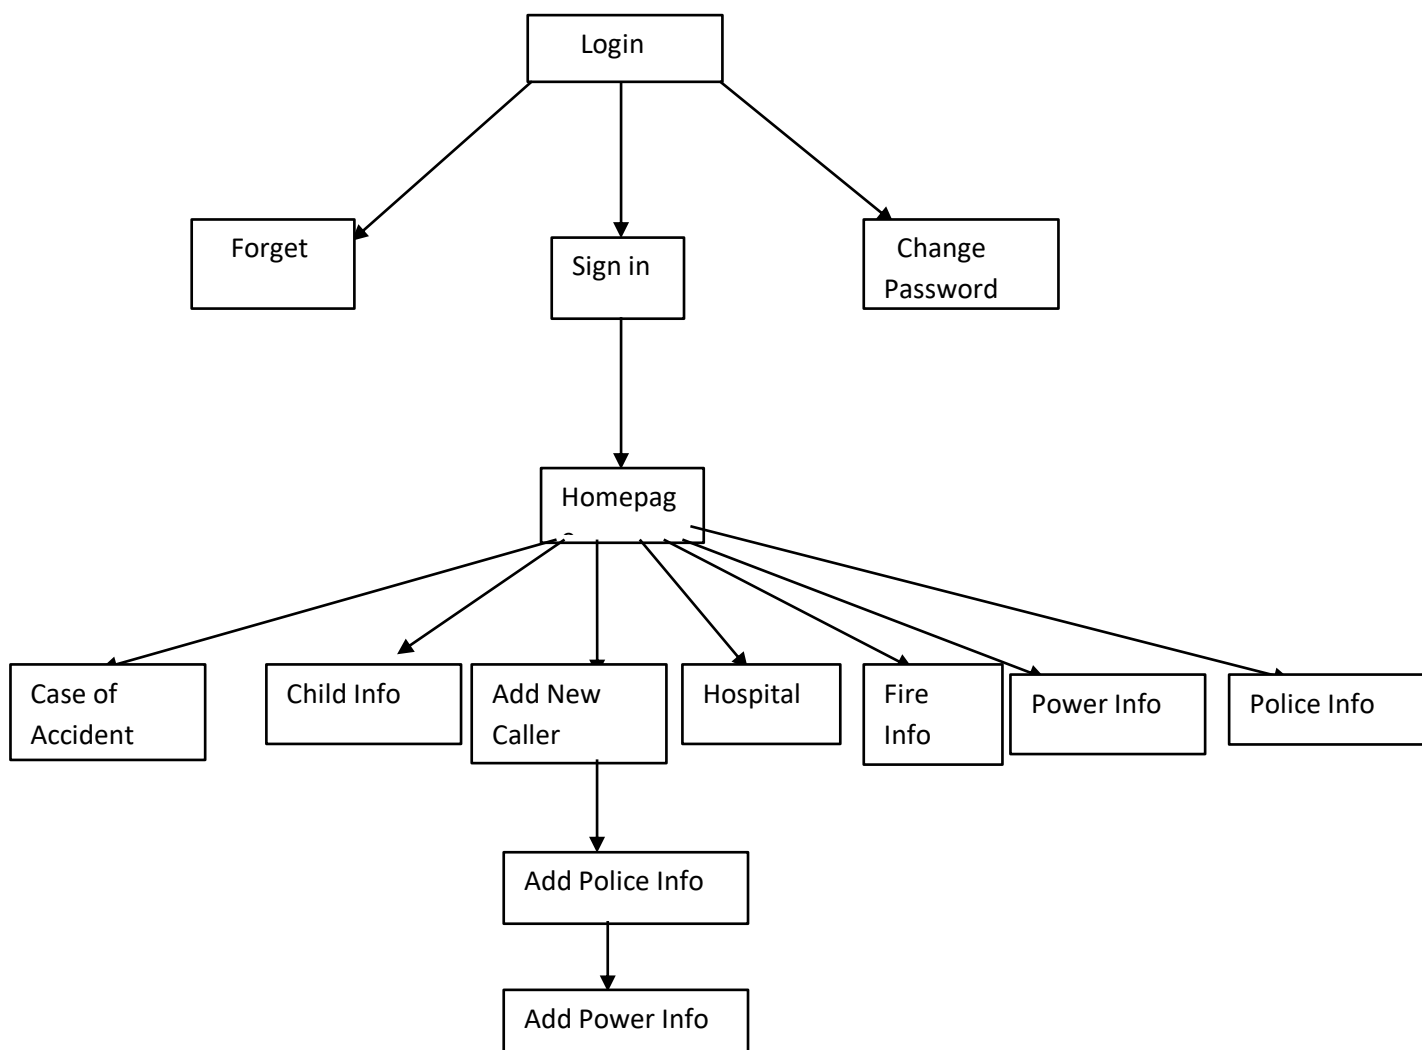 Login
Forget
Sign in
Change
Password
Homepag
Case of
Accident
Child Info
Add New
Caller
Hospital
Fire
Info
Power Info
Police Info
Add Police Info
Add Power Info